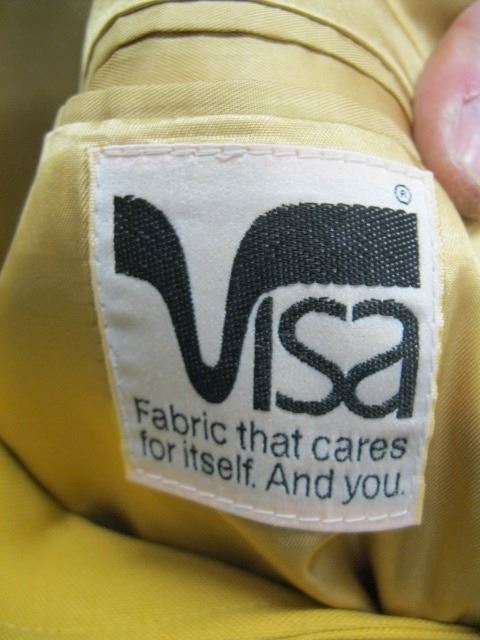 ®
Visa
Fabric that cares
for itself. And you.